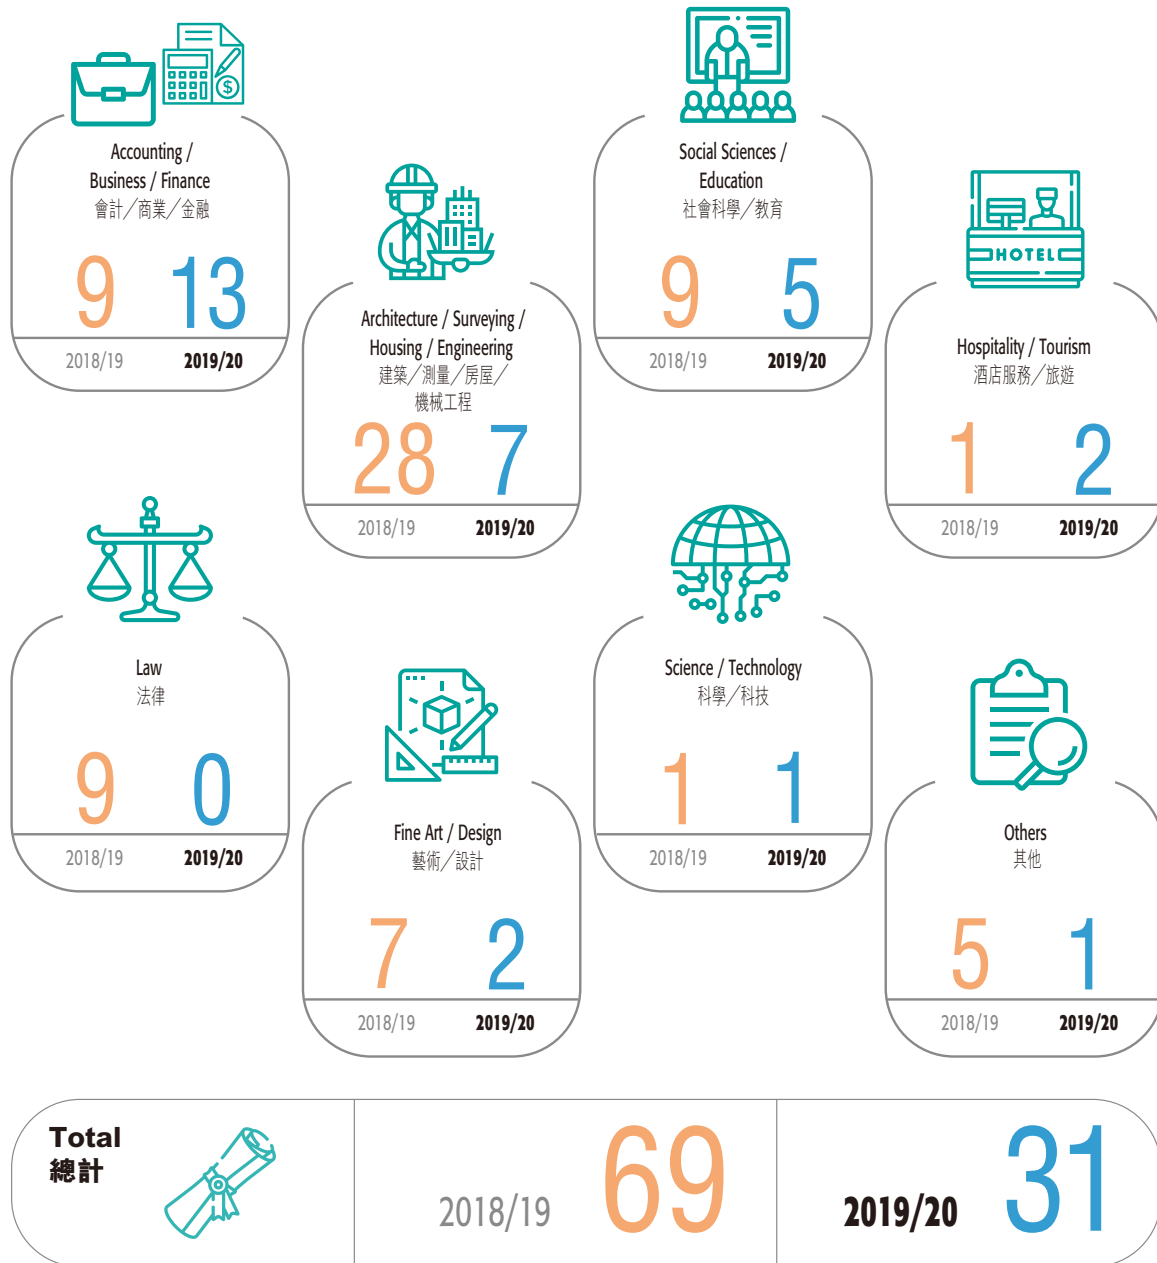 Accounting /
Business / Finance
會計／商業／金融
9 13
2018/19 2019/20
Architecture / Surveying /
Housing / Engineering
建築／測量／房屋／
機械工程
28 7
2018/19 2019/20
Social Sciences /
Education
社會科學／教育
9 5
2018/19 2019/20
HOTEL
Hospitality / Tourism
酒店服務／旅遊
1 2
2018/19 2019/20
Law
法律
9 0
2018/19 2019/20
Fine Art / Design
藝術／設計
7 2
2018/19 2019/20
Science / Technology
科學／科技
1 1
2018/19 2019/20
Others
其他
5 1
2018/19 2019/20
Total
總計
2018/19 69
2019/20 31